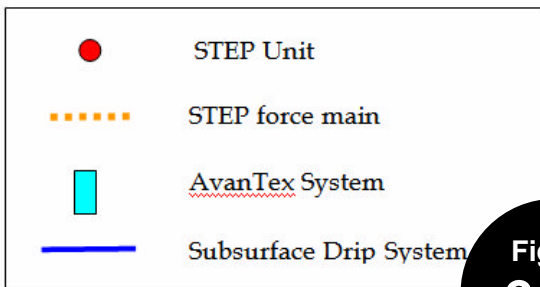 STEP Unit
STEP force main
AvanTex System
Subsurface Drip System